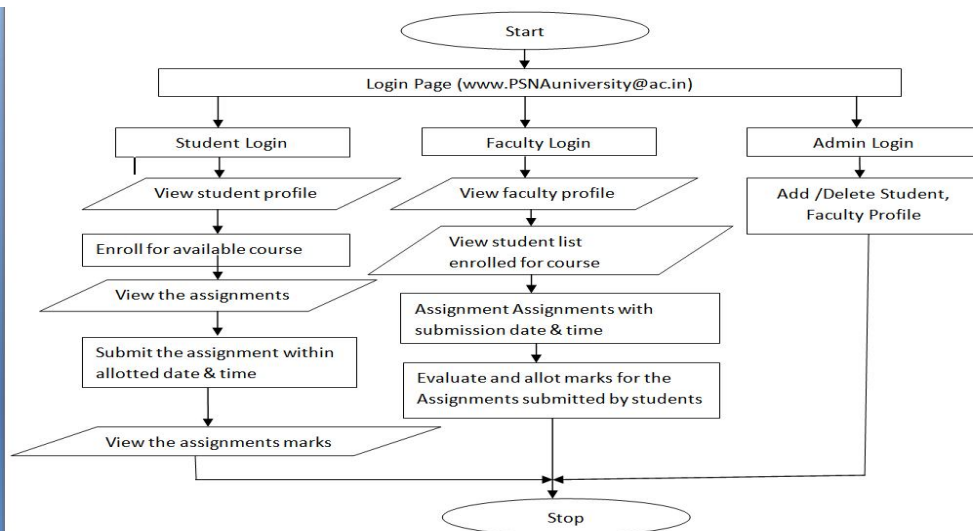 Start
Login Page (www.PSNAuniversity@ac.in)
Student Login
View student profile
Enroll for available course
View the assignments
Submit the assignment within
allotted date & time
View the assignments marks
Faculty Login
View faculty profile
View student list
enrolled for course
Assignment Assignments with
submission date & time
Evaluate and allot marks for the
Assignments submitted by students
Admin Login
Add /Delete Student,
Faculty Profile
Stop